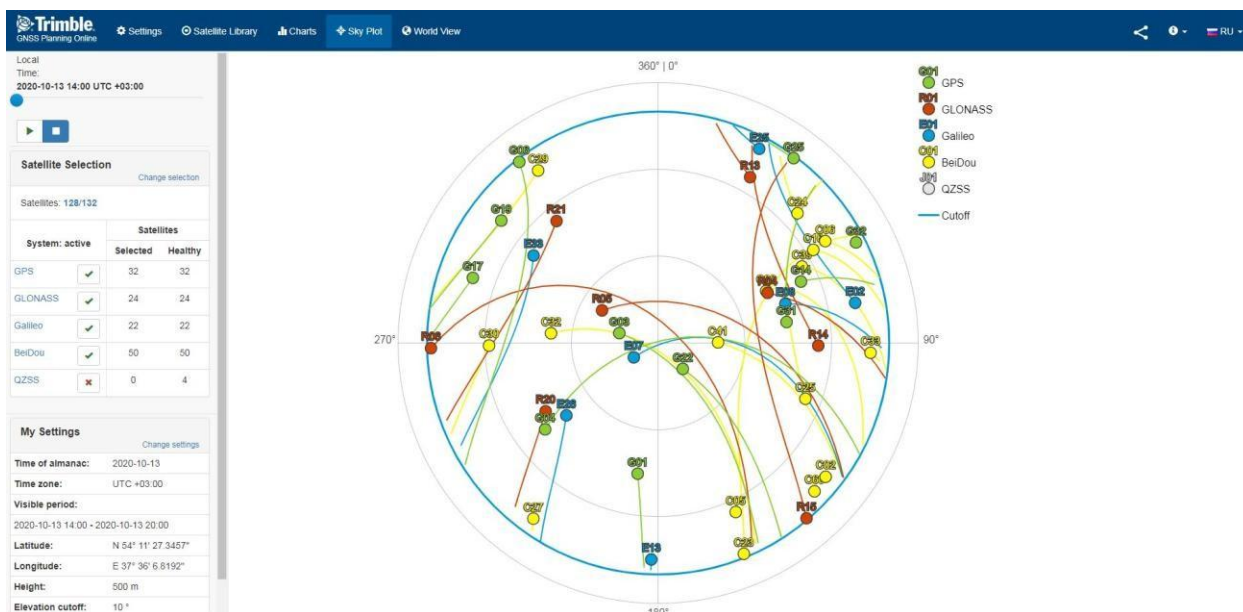 Trimble.
GNSS Planning Online
Settings
Satellite Library
Charts
Sky Plot
World View
RU
Local
Time:
2020-10-13 14:00 UTC +03:00
Satellite Selection
Change selection
Satellites: 128/132
System: active
Satellites
Selected Healthy
GPS 32 32
GLONASS 24 24
Galileo 22 22
BeiDou 50 50
QZSS 0 4
My Settings
Change settings
Time of almanac: 2020-10-13
Time zone: UTC +03:00
Visible period:
2020-10-13 14:00 - 2020-10-13 20:00
Latitude: N 54° 11' 27.3457"
Longitude: E 37° 36' 6.8192"
Height: 500 m
Elevation cutoff: 10 °
360° | 0°
G01 GPS
R01 GLONASS
E01 Galileo
C01 BeiDou
J01 QZSS
Cutoff
E25
G25
C29
R13
G19
R21
C24
E33
G32
G17
G14
R05
E02
G03
G31
C32
C41
R14
C33
270°
90°
C39
E07
G22
C25
R20
E26
G01
C02
C27
C05
R15
C23
E13
180°